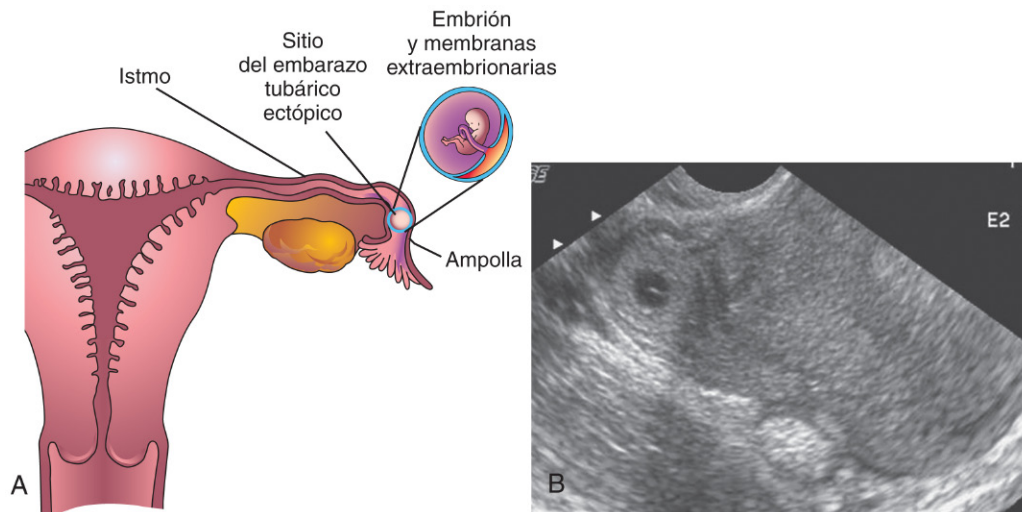 Embrión
y membranas
extraembrionarias
Sitio
del embarazo
tubárico
ectópico
Istmo
Ampolla
A
E2
B